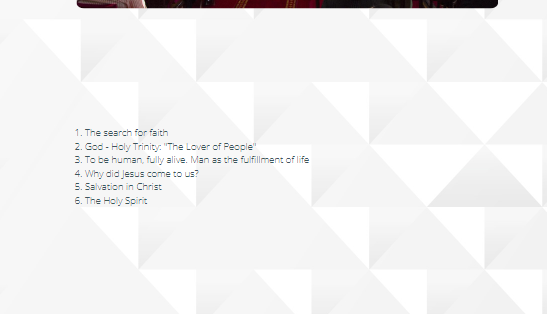 1. The search for faith
2. God - Holy Trinity: "The Lover of People"
3. To be human, fully alive. Man as the fulfillment of life
4. Why did Jesus come to us?
5. Salvation in Christ
6. The Holy Spirit